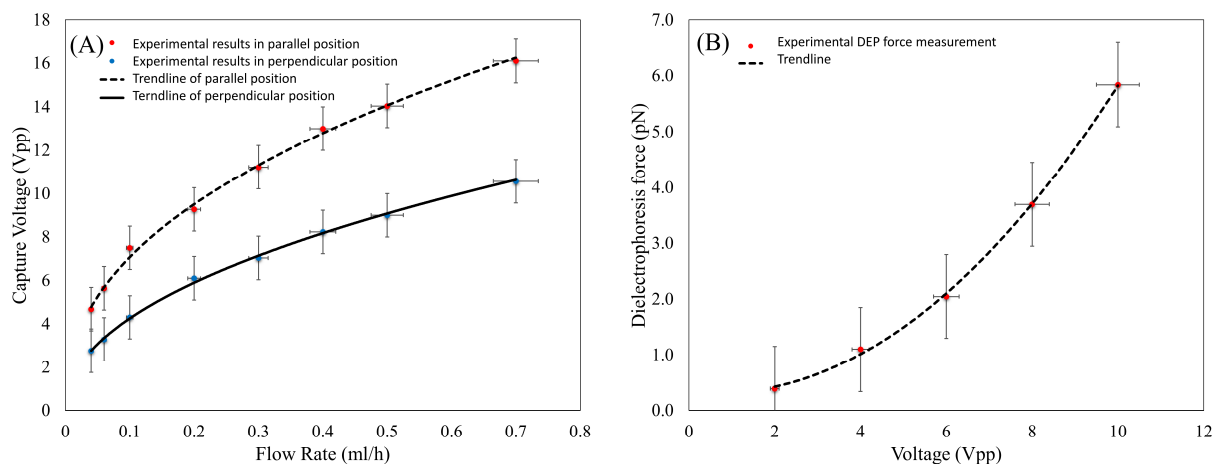 (A)
Experimental results in parallel position
Experimental results in perpendicular position
Trendline of parallel position
Terndline of perpendicular position
Capture Voltage (Vpp)
18
16
14
12
10
8
6
4
2
0
0 0.1 0.2 0.3 0.4 0.5 0.6 0.7 0.8
Flow Rate (ml/h)
(B)
Experimental DEP force measurement
Trendline
Dielectrophoresis force (pN)
7.0
6.0
5.0
4.0
3.0
2.0
1.0
0.0
0 2 4 6 8 10 12
Voltage (Vpp)